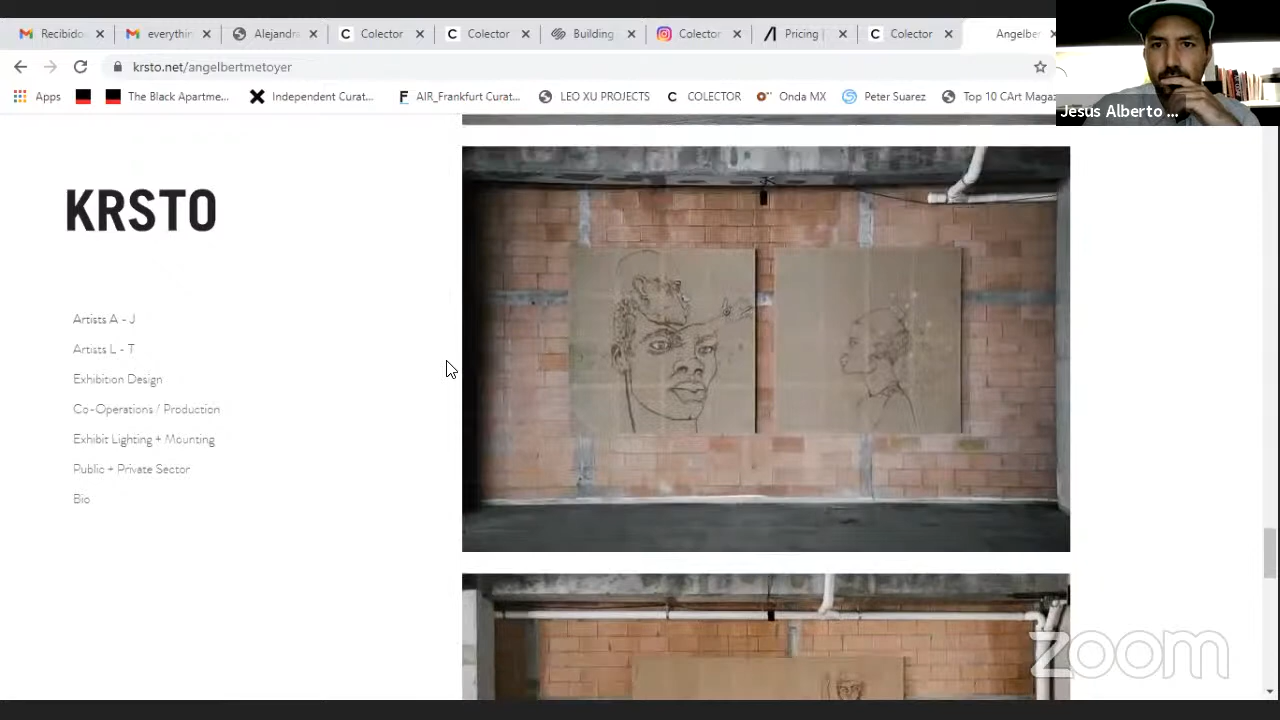 Recibido
everythin
Alejandra
Colector
Colector
Building
Colector
Pricing |
Colector
Angelber
krsto.net/angelbertmetoyer
Apps
The Black Apartme...
Independent Curat...
AIR_Frankfurt Curat...
LEO XU PROJECTS
COLECTOR
Onda MX
Peter Suarez
Top 10 CArt Magaz
Jesus Alberto ...
KRSTO
Artists A - J
Artists L - T
Exhibition Design
Co-Operations / Production
Exhibit Lighting + Mounting
Public + Private Sector
Bio
zoom